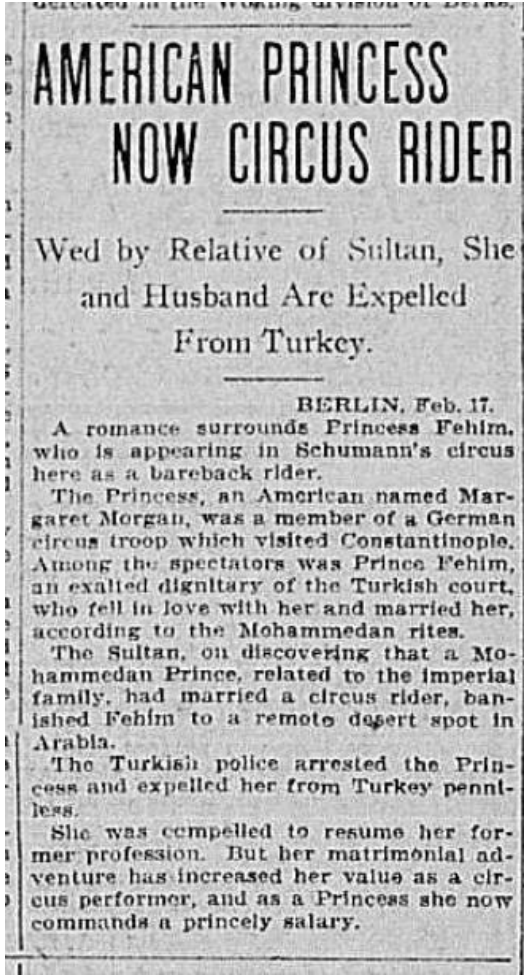 defeated in the Woking division of Berks.
AMERICAN PRINCESS
NOW CIRCUS RIDER
Wed by Relative of Sultan, She
and Husband Are Expelled
From Turkey.
BERLIN, Feb. 17.
A romance surrounds Princess Fehim,
who is appearing in Schumann's circus
here as a bareback rider.
The Princess, an American named Mar-
garet Morgan, was a member of a German
circus troop which visited Constantinople.
Among the spectators was Prince Fehim,
an exalted dignitary of the Turkish court,
who fell in love with her and married her,
according to the Mohammedan rites.
The Sultan, on discovering that a Mo-
hammedan Prince, related to the imperial
family, had married a circus rider, ban-
ished Fehim to a remote desert spot in
Arabia.
The Turkish police arrested the Prin-
cess and expelled her from Turkey penni-
less.
She was compelled to resume her for-
mer profession. But her matrimonial ad-
venture has increased her value as a cir-
cus performer, and as a Princess she now
commands a princely salary.